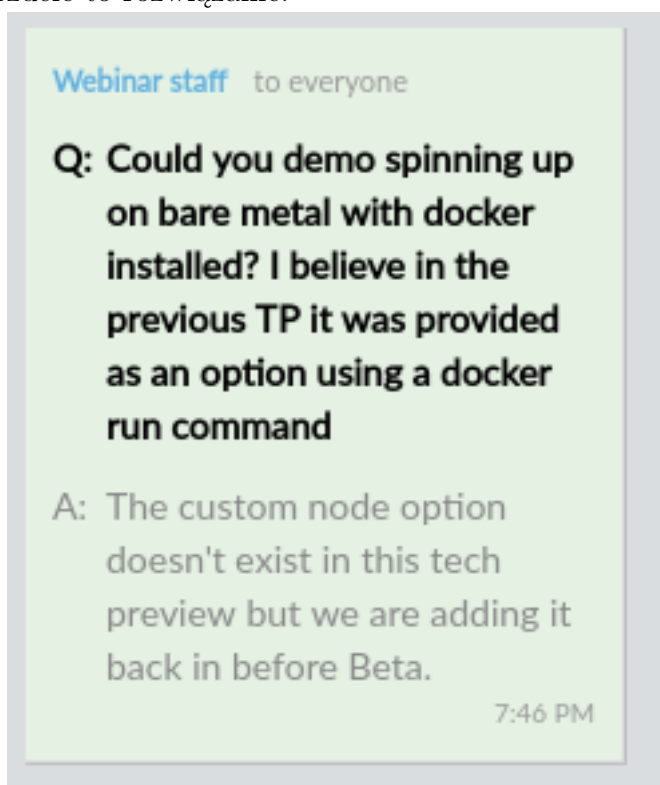 Webinar staff to everyone
Q: Could you demo spinning up
on bare metal with docker
installed? I believe in the
previous TP it was provided
as an option using a docker
run command
A: The custom node option
doesn't exist in this tech
preview but we are adding it
back in before Beta.
7:46 PM